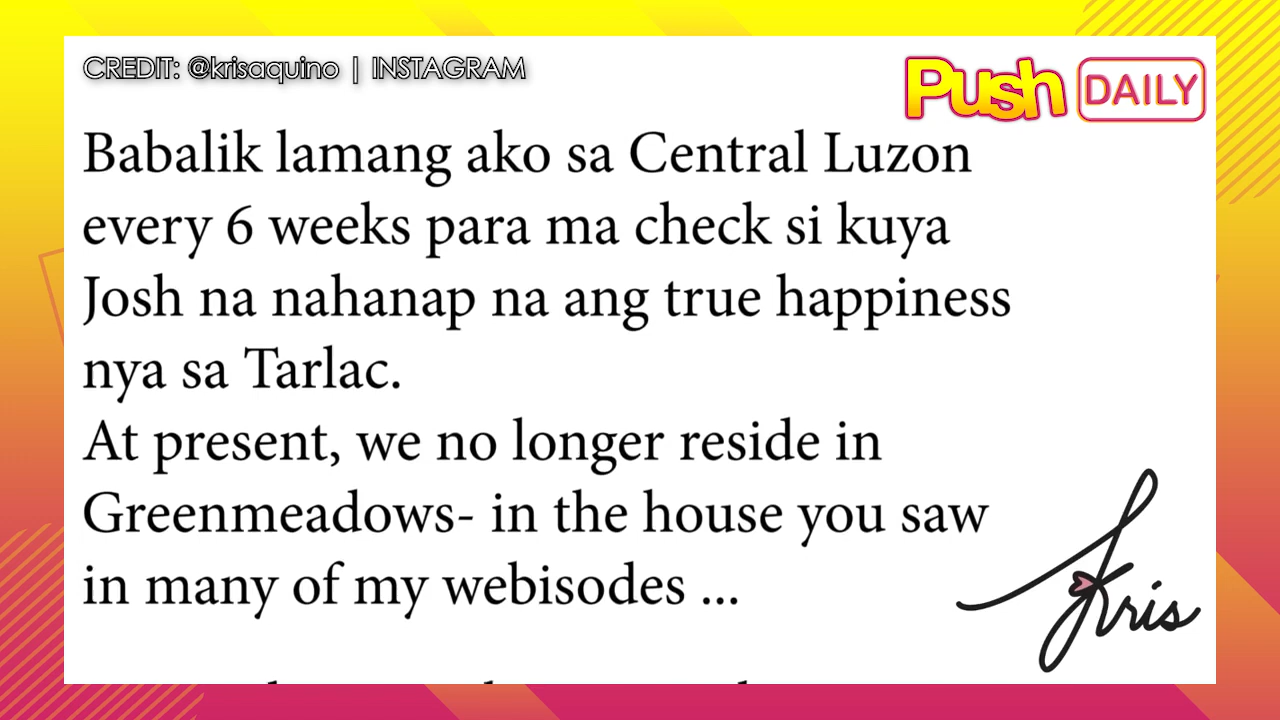 CREDIT: @krisaquino | INSTAGRAM
Push DAILY
Babalik lamang ako sa Central Luzon
every 6 weeks para ma check si kuya
Josh na nahanap na ang true happiness
nya sa Tarlac.
At present, we no longer reside in
Greenmeadows- in the house you saw
in many of my webisodes ...
Kris